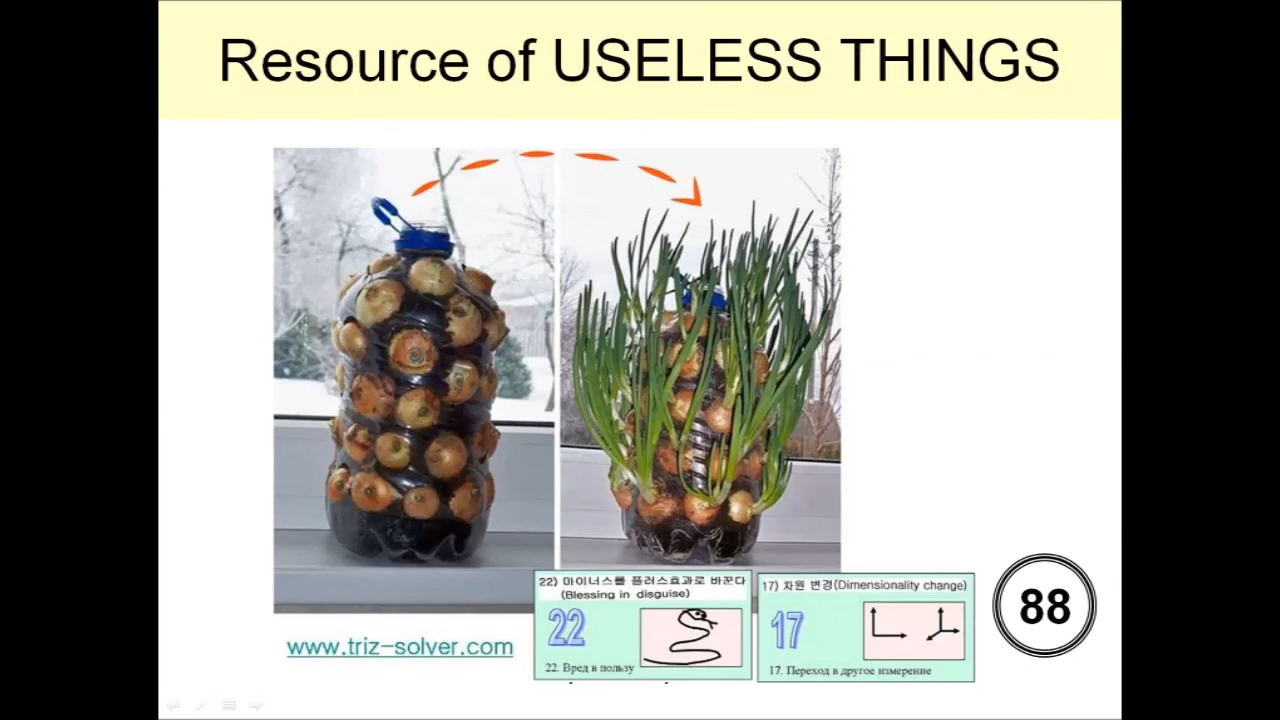 Resource of USELESS THINGS
22) 마이너스를 플러스효과로 바꾼다
(Blessing in disguise)
22
22. Вред в пользу
17) 차원 변경(Dimensionality change)
17
17. Переход в другое измерение
88
www.triz-solver.com